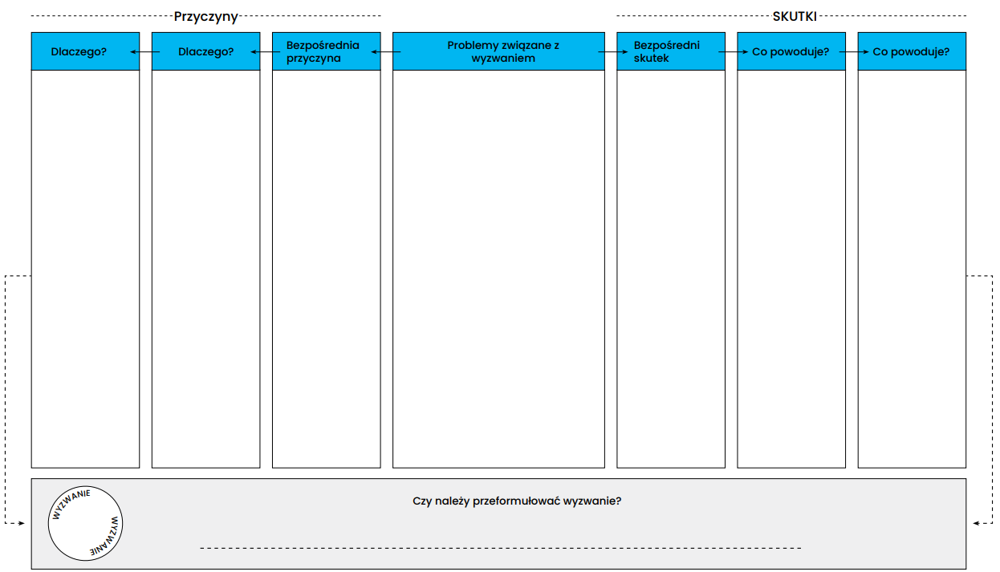 Przyczyny
SKUTKI
Dlaczego?
Dlaczego?
Bezpośrednia
przyczyna
Problemy związane z
wyzwaniem
Bezpośredni
skutek
Co powoduje?
Co powoduje?
Czy należy przeformułować wyzwanie?
WYZWANIE
WYZWANIE